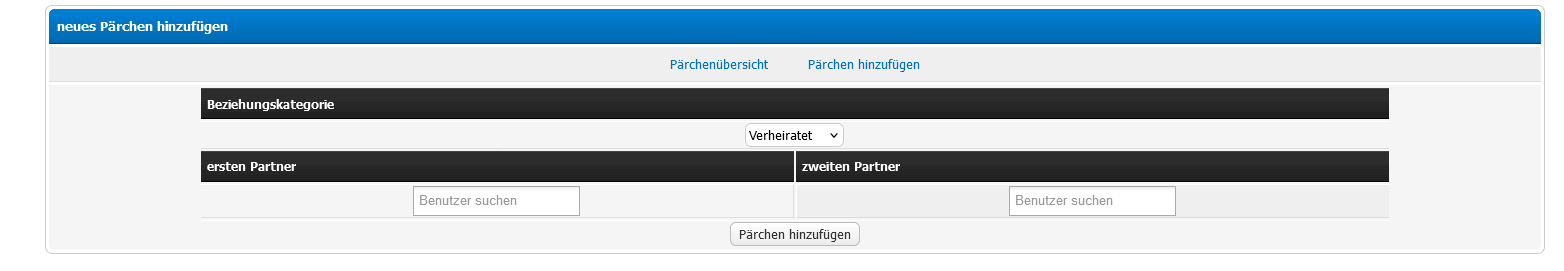 neues Pärchen hinzufügen
Pärchenübersicht Pärchen hinzufügen
Beziehungskategorie
Verheiratet
ersten Partner zweiten Partner
Benutzer suchen Benutzer suchen
Pärchen hinzufügen